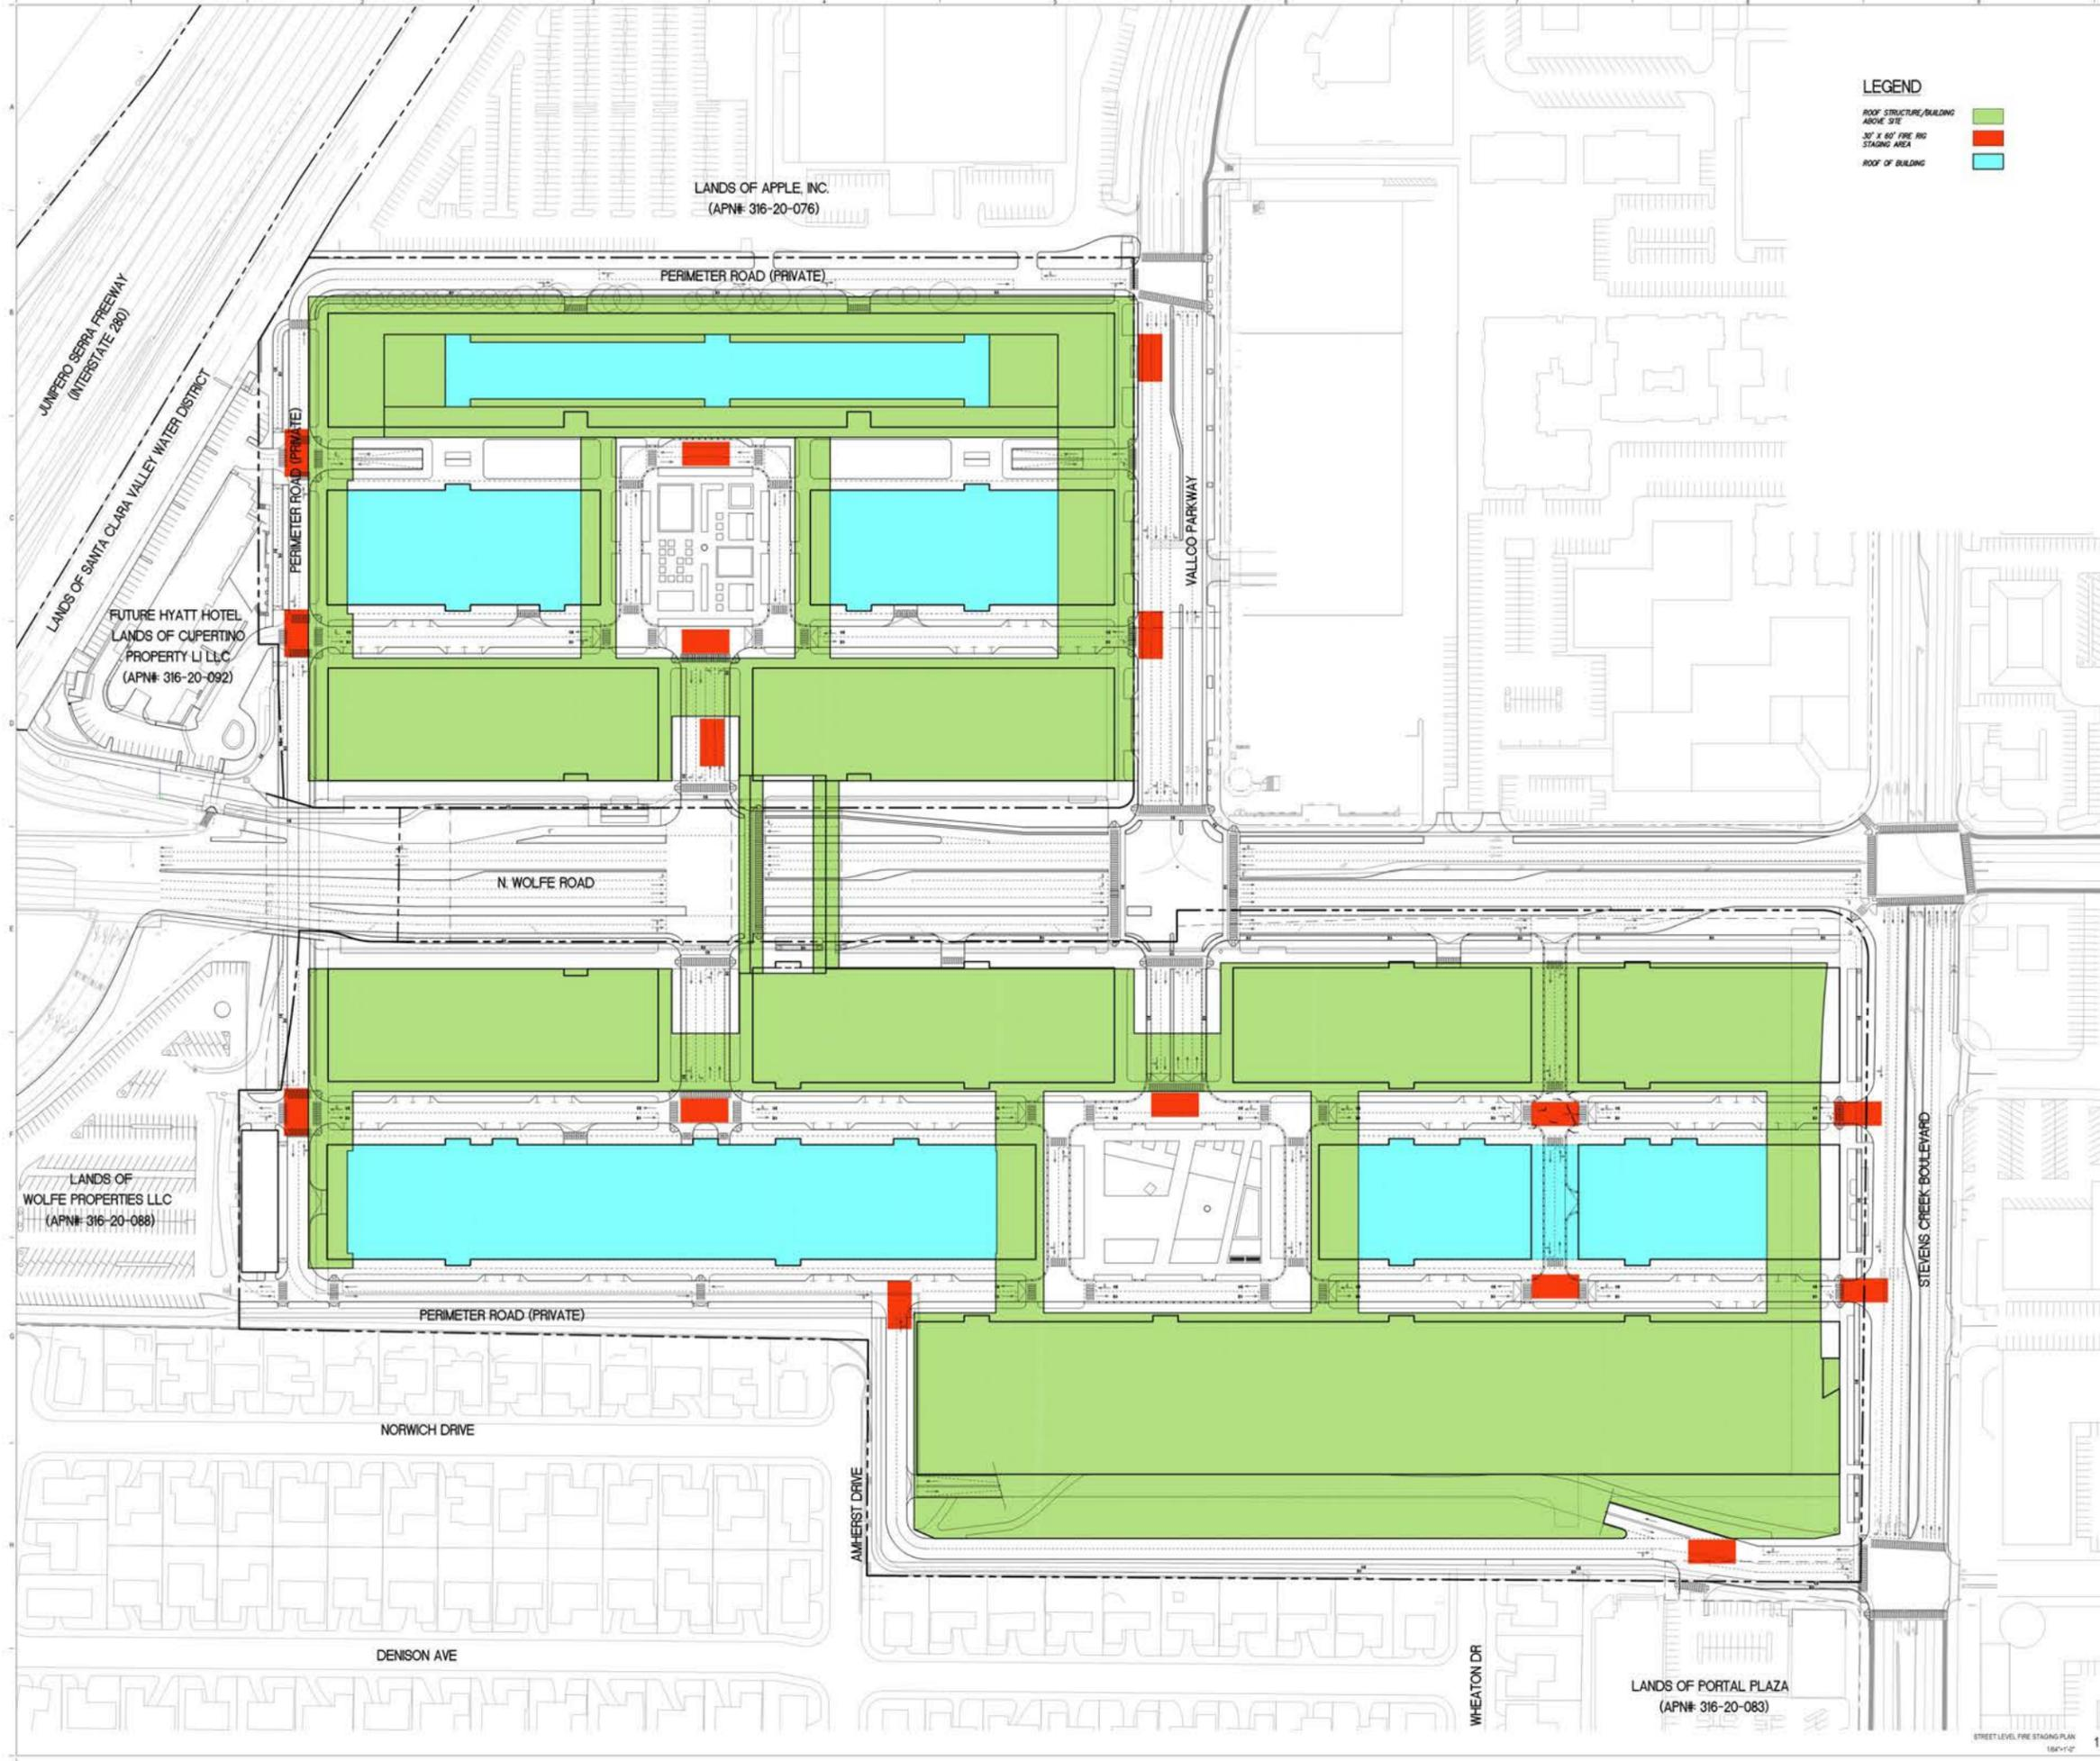 LEGEND
ROOF STRUCTURE/BUILDING
ABOVE SITE
30' X 60' FIRE RIG
STAGING AREA
ROOF OF BUILDING
LANDS OF APPLE, INC.
(APN#: 316-20-076)
PERIMETER ROAD (PRIVATE)
JUNIPERO SERRA FREEWAY
(INTERSTATE 280)
LANDS OF SANTA CLARA VALLEY WATER DISTRICT
PERIMETER ROAD (PRIVATE)
VALLCO PARKWAY
FUTURE HYATT HOTEL
LANDS OF CUPERTINO
PROPERTY LI LLC
(APN#: 316-20-092)
N. WOLFE ROAD
LANDS OF
WOLFE PROPERTIES LLC
(APN#: 316-20-088)
STEVENS CREEK BOULEVARD
PERIMETER ROAD (PRIVATE)
NORWICH DRIVE
AMHERST DRIVE
DENISON AVE
WHEATON DR
LANDS OF PORTAL PLAZA
(APN#: 316-20-083)
STREET LEVEL FIRE STAGING PLAN
1/64"=1'-0"